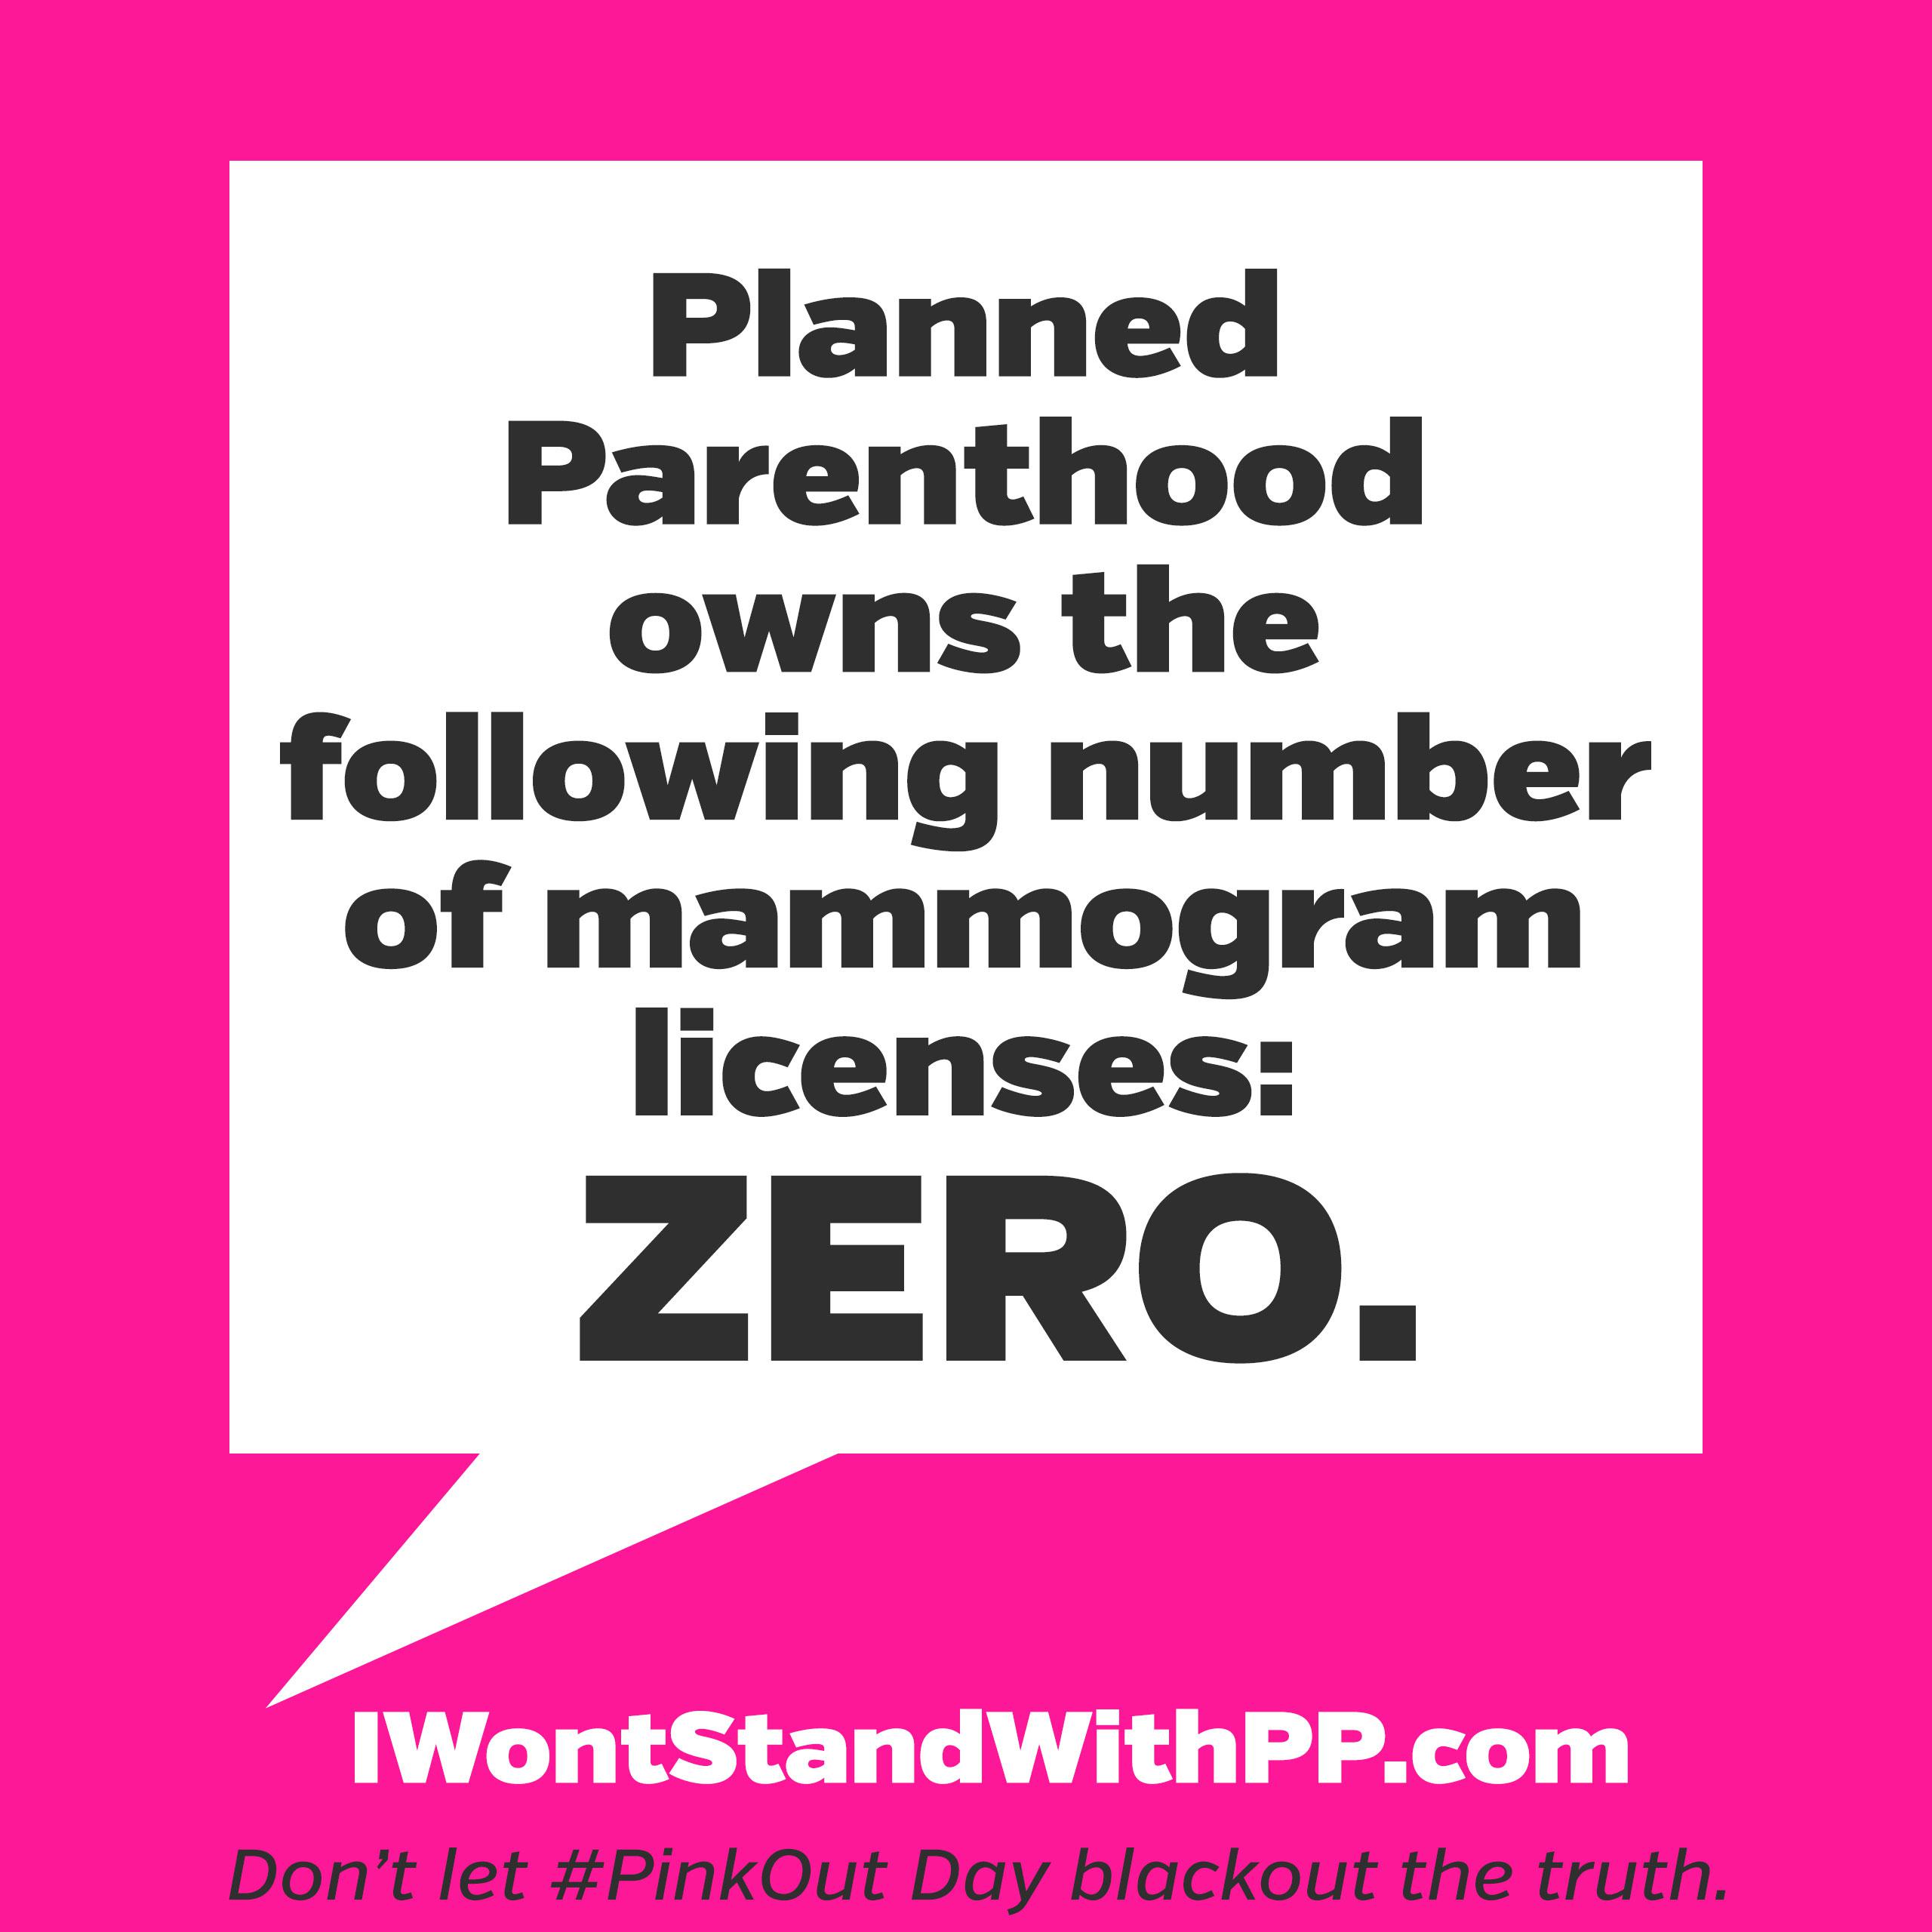 Planned
Parenthood
owns the
following number
of mammogram
licenses:
ZERO.
IWontStandWithPP.com
Don't let #PinkOut Day blackout the truth.